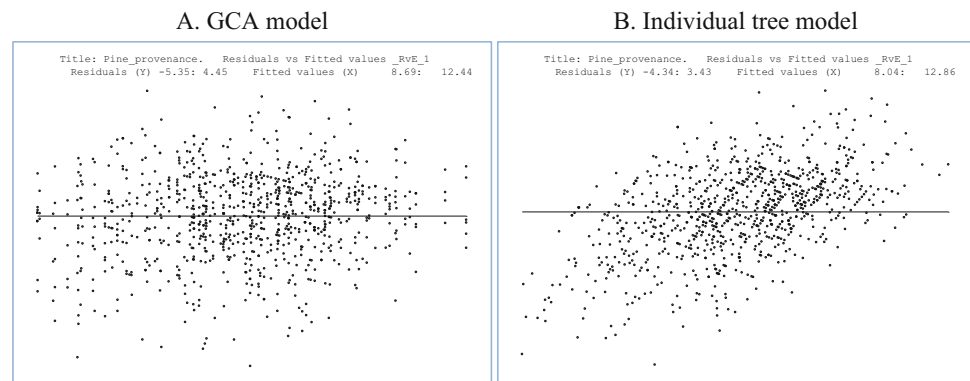 A. GCA model
Title: Pine_provenance. Residuals vs Fitted values _RvE_1
Residuals (Y) -5.35: 4.45 Fitted values (X) 8.69: 12.44
B. Individual tree model
Title: Pine_provenance. Residuals vs Fitted values _RvE_1
Residuals (Y) -4.34: 3.43 Fitted values (X) 8.04: 12.86